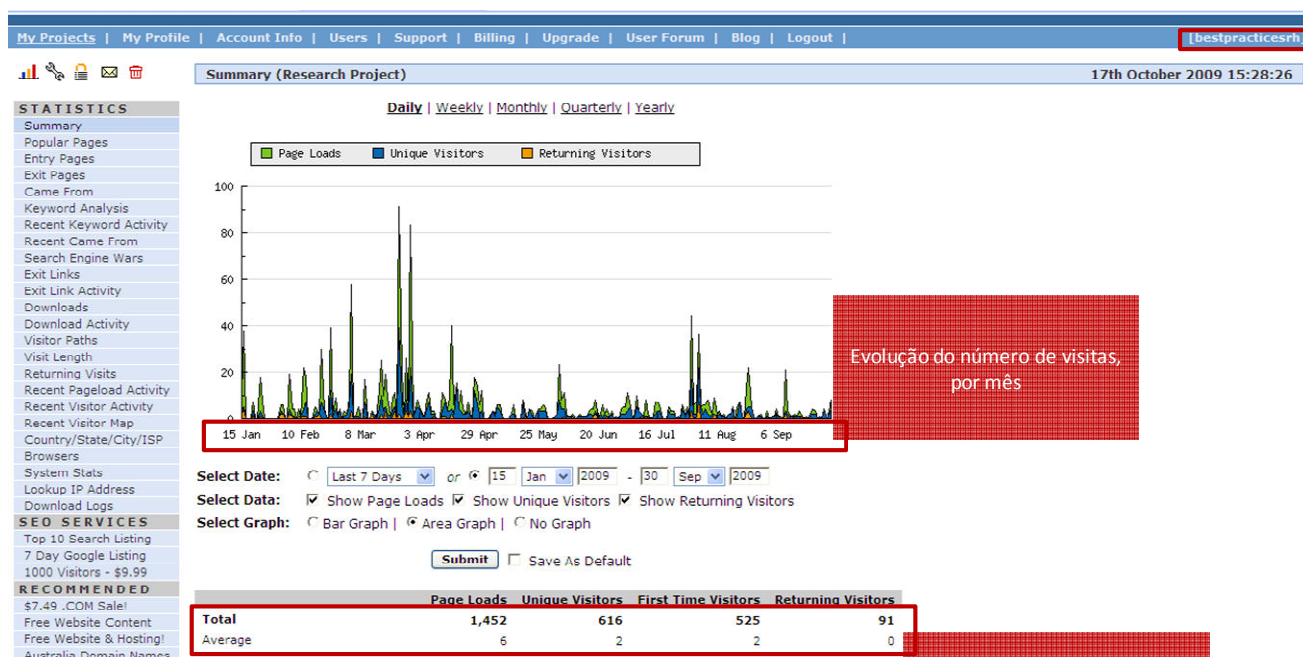 My Projects | My Profile | Account Info | Users | Support | Billing | Upgrade | User Forum | Blog | Logout | [bestpracticesrh]
Summary (Research Project) 17th October 2009 15:28:26
STATISTICS
Summary
Popular Pages
Entry Pages
Exit Pages
Came From
Keyword Analysis
Recent Keyword Activity
Recent Came From
Search Engine Wars
Exit Links
Exit Link Activity
Downloads
Download Activity
Visitor Paths
Visit Length
Returning Visits
Recent Pageload Activity
Recent Visitor Activity
Recent Visitor Map
Country/State/City/ISP
Browsers
System Stats
Lookup IP Address
Download Logs
SEO SERVICES
Top 10 Search Listing
7 Day Google Listing
1000 Visitors - $9.99
RECOMMENDED
$7.49 .COM Sale!
Free Website Content
Free Website & Hosting!
Australia Domain Names
Daily | Weekly | Monthly | Quarterly | Yearly
Page Loads Unique Visitors Returning Visitors
100
80
60
40
20
0
15 Jan 10 Feb 8 Mar 3 Apr 29 Apr 25 May 20 Jun 16 Jul 11 Aug 6 Sep
Evolução do número de visitas,
por mês
Select Date: Last 7 Days or 15 Jan 2009 - 30 Sep 2009
Select Data: Show Page Loads Show Unique Visitors Show Returning Visitors
Select Graph: Bar Graph | Area Graph | No Graph
Submit Save As Default
Page Loads Unique Visitors First Time Visitors Returning Visitors
Total 1,452 616 525 91
Average 6 2 2 0